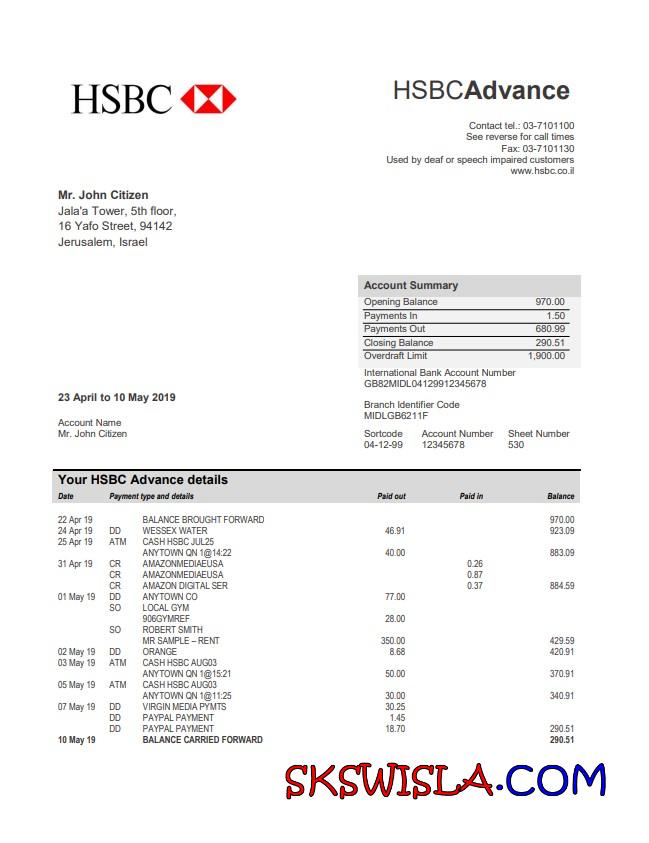 HSBC
HSBCAdvance
Contact tel.: 03-7101100
See reverse for call times
Fax: 03-7101130
Used by deaf or speech impaired customers
www.hsbc.co.il
Mr. John Citizen
Jala'a Tower, 5th floor,
16 Yafo Street, 94142
Jerusalem, Israel
Account Summary
Opening Balance 970.00
Payments In 1.50
Payments Out 680.99
Closing Balance 290.51
Overdraft Limit 1,900.00
International Bank Account Number
GB82MIDL04129912345678
23 April to 10 May 2019
Branch Identifier Code
MIDLGB6211F
Account Name
Mr. John Citizen
Sortcode Account Number Sheet Number
04-12-99 12345678 530
Your HSBC Advance details
Date Payment type and details Paid out Paid in Balance
22 Apr 19 BALANCE BROUGHT FORWARD 970.00
24 Apr 19 DD WESSEX WATER 46.91 923.09
25 Apr 19 ATM CASH HSBC JUL25
ANYTOWN QN 1@14:22 40.00 883.09
31 Apr 19 CR AMAZONMEDIAEUSA 0.26
CR AMAZONMEDIAEUSA 0.87
CR AMAZON DIGITAL SER 0.37 884.59
01 May 19 DD ANYTOWN CO 77.00
SO LOCAL GYM
906GYMREF 28.00
SO ROBERT SMITH
MR SAMPLE – RENT 350.00 429.59
02 May 19 DD ORANGE 8.68 420.91
03 May 19 ATM CASH HSBC AUG03
ANYTOWN QN 1@15:21 50.00 370.91
05 May 19 ATM CASH HSBC AUG03
ANYTOWN QN 1@11:25 30.00 340.91
07 May 19 DD VIRGIN MEDIA PYMTS 30.25
DD PAYPAL PAYMENT 1.45
DD PAYPAL PAYMENT 18.70 290.51
10 May 19 BALANCE CARRIED FORWARD 290.51
SKSWISLA.COM